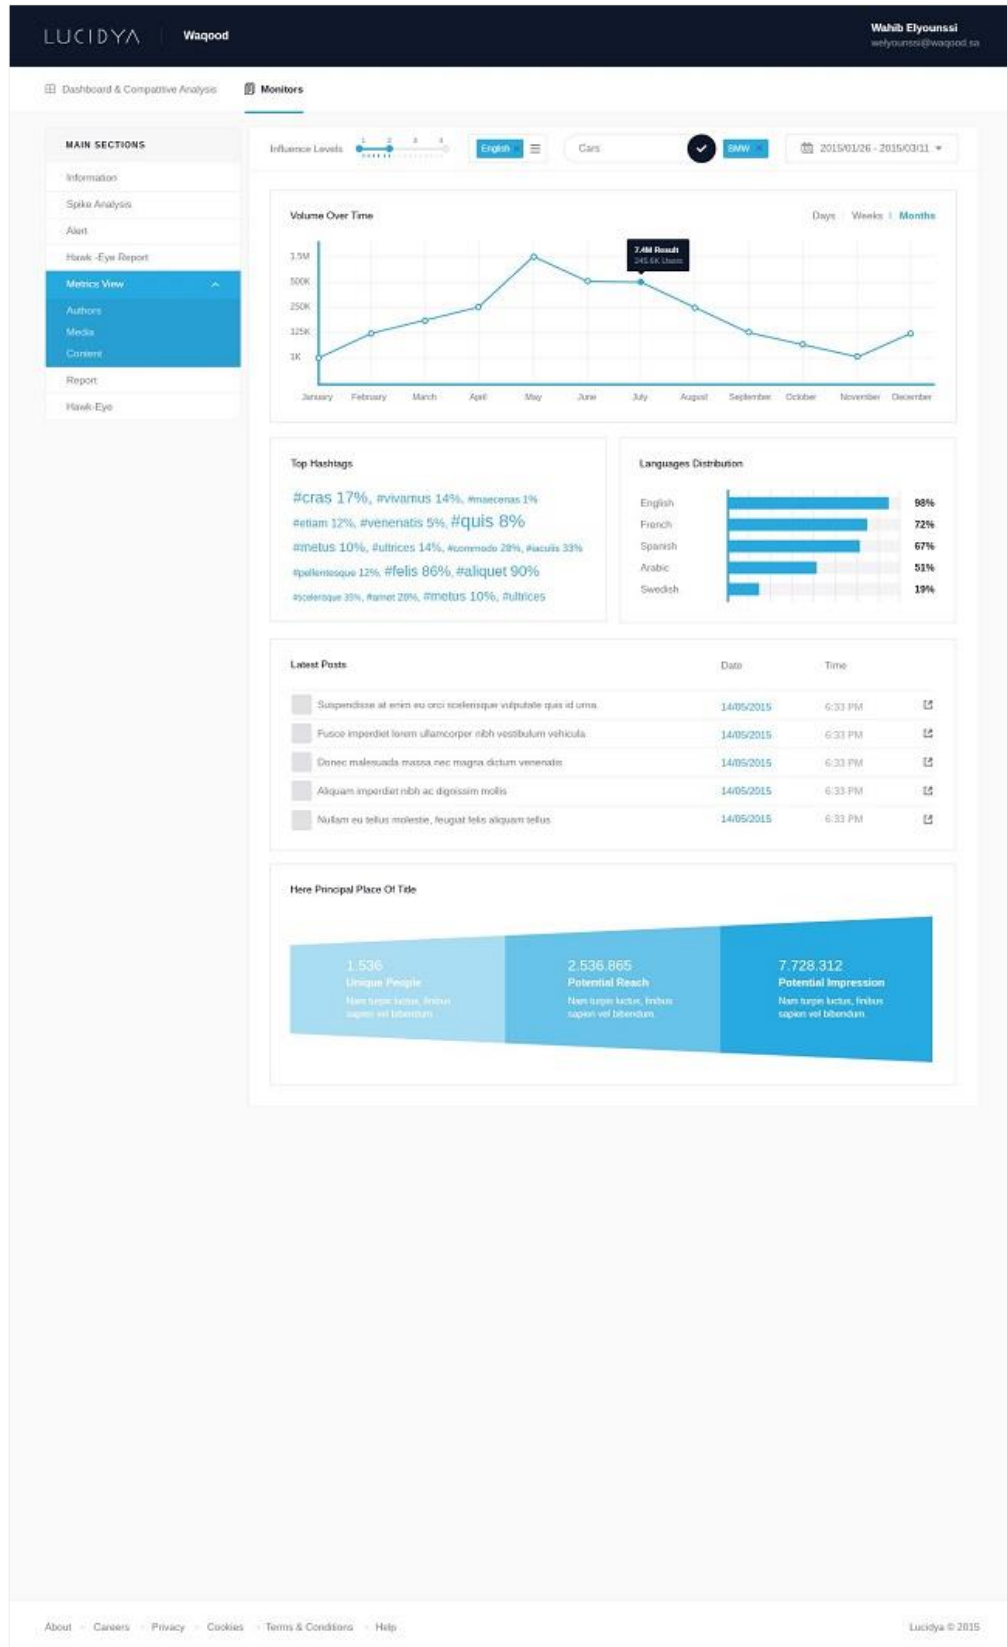 LUCIDYA
Waqood
Wahib Elyounssi
welyounssi@waqood.sa
Dashboard & Compatitive Analysis
Monitors
MAIN SECTIONS
Information
Spike Analysis
Alert
Hawk -Eye Report
Metrics View
Authors
Media
Content
Report
Hawk-Eye
Influence Levels
1 2 3 4
English ×
Cars
BMW ×
2015/01/26 - 2015/03/11
Volume Over Time
Days Weeks Months
7.4M Result
245.6K Users
1.5M
500K
250K
125K
1K
January February March April May June July August September October November December
Top Hashtags
#cras 17%, #vivamus 14%, #maecenas 1%
#etiam 12%, #venenatis 5%, #quis 8%
#metus 10%, #ultrices 14%, #commodo 28%, #iaculis 33%
#pellentesque 12%, #felis 86%, #aliquet 90%
#scelerisque 35%, #amet 28%, #metus 10%, #ultrices
Languages Distribution
English 98%
French 72%
Spanish 67%
Arabic 51%
Swedish 19%
Latest Posts Date Time
Suspendisse at enim eu orci scelerisque vulputate quis id urna. 14/05/2015 6:33 PM
Fusce imperdiet lorem ullamcorper nibh vestibulum vehicula 14/05/2015 6:33 PM
Donec malesuada massa nec magna dictum venenatis 14/05/2015 6:33 PM
Aliquam imperdiet nibh ac dignissim mollis 14/05/2015 6:33 PM
Nullam eu tellus molestie, feugiat felis aliquam tellus 14/05/2015 6:33 PM
Here Principal Place Of Title
1.536
Unique People
Nam turpis luctus, finibus
sapien vel bibendum.
2.536.865
Potential Reach
Nam turpis luctus, finibus
sapien vel bibendum.
7.728.312
Potential Impression
Nam turpis luctus, finibus
sapien vel bibendum.
About Careers Privacy Cookies Terms & Conditions Help
Lucidya © 2015